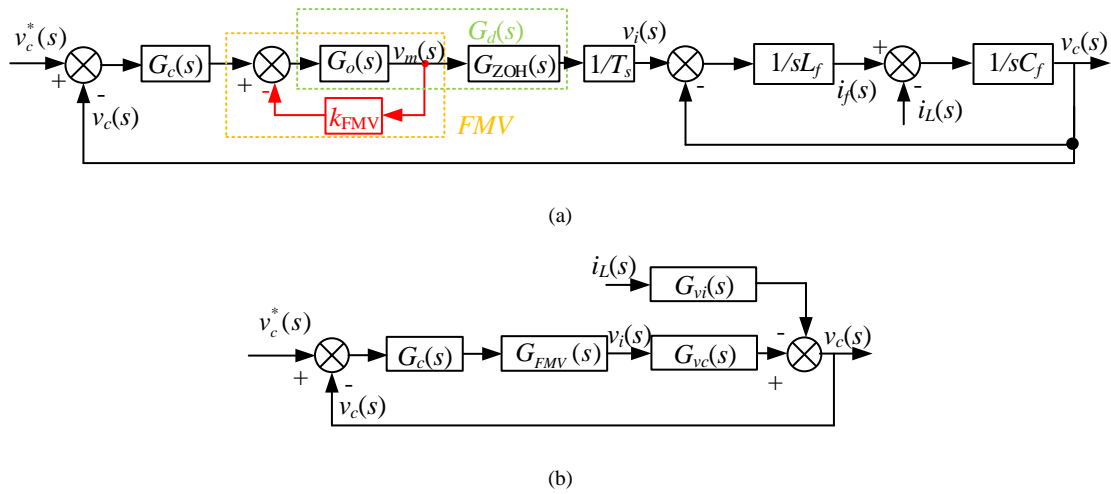 v_c^*(s)
+
-
v_c(s)
G_c(s)
+
-
G_o(s)
v_m(s)
k_FMV
FMV
G_d(s)
G_ZOH(s)
1/T_s
v_i(s)
-
1/sL_f
i_f(s)
+
-
i_L(s)
1/sC_f
v_c(s)
(a)
i_L(s)
G_vi(s)
v_c^*(s)
+
-
v_c(s)
G_c(s)
G_FMV(s)
v_i(s)
G_vc(s)
-
+
v_c(s)
(b)